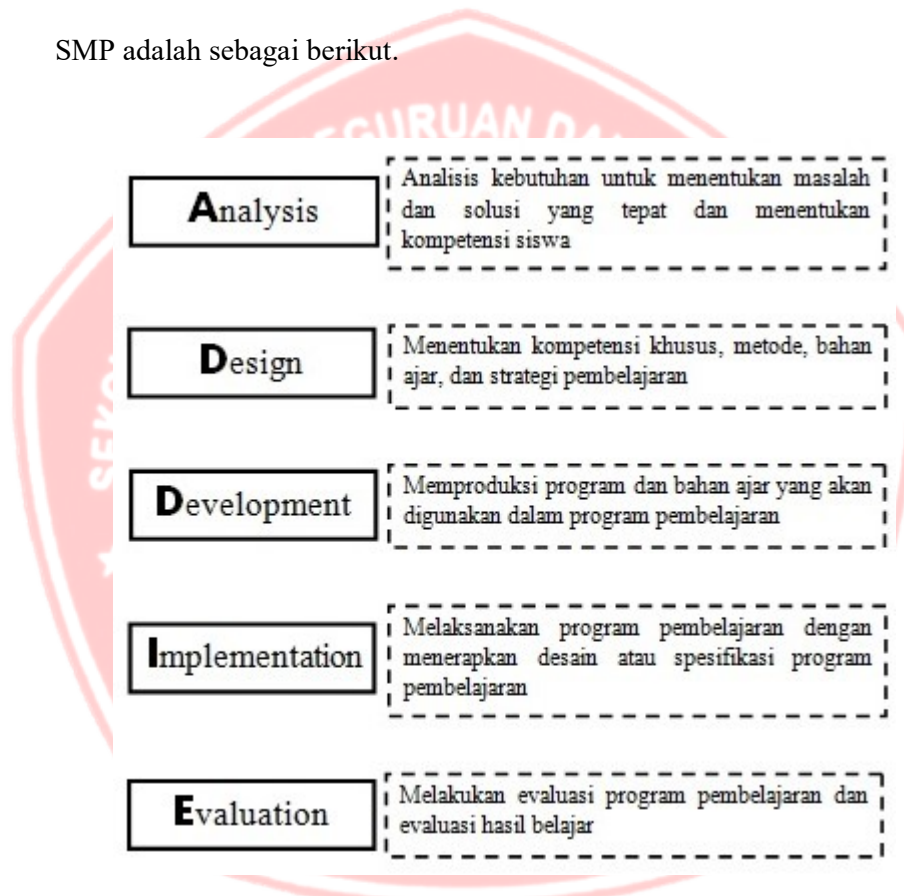 SMP adalah sebagai berikut.
EGURUAN DA
Analysis
Analisis kebutuhan untuk menentukan masalah
dan solusi yang tepat dan menentukan
kompetensi siswa
Design
Menentukan kompetensi khusus, metode, bahan
ajar, dan strategi pembelajaran
Development
Memproduksi program dan bahan ajar yang akan
digunakan dalam program pembelajaran
Implementation
Melaksanakan program pembelajaran dengan
menerapkan desain atau spesifikasi program
pembelajaran
Evaluation
Melakukan evaluasi program pembelajaran dan
evaluasi hasil belajar